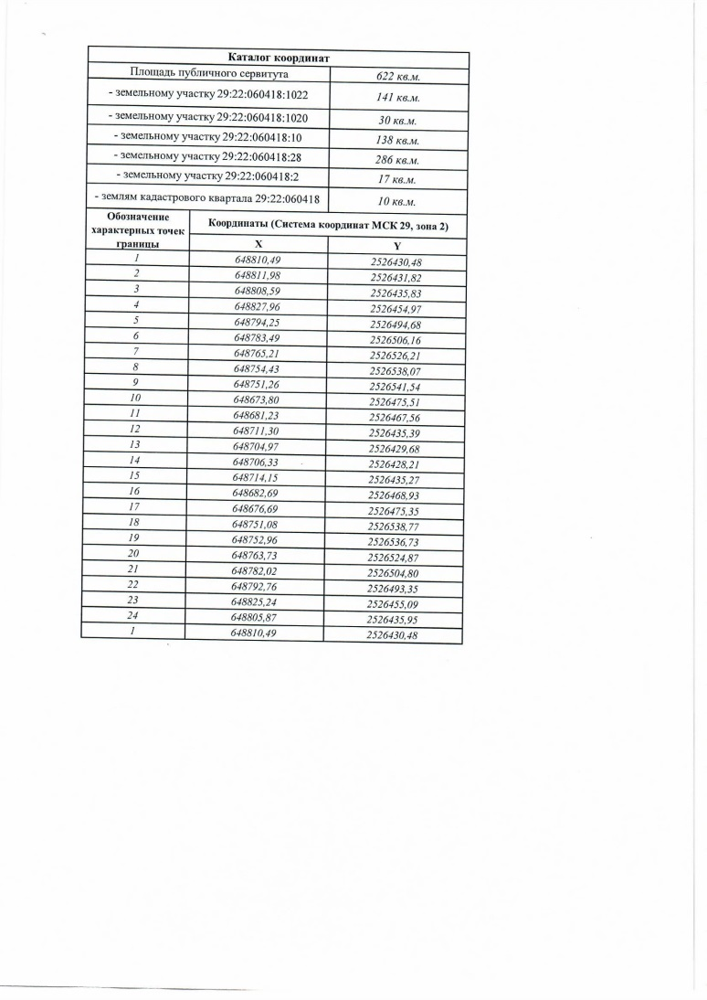 Каталог координат
Площадь публичного сервитута 622 кв.м.
- земельному участку 29:22:060418:1022 141 кв.м.
- земельному участку 29:22:060418:1020 30 кв.м.
- земельному участку 29:22:060418:10 138 кв.м.
- земельному участку 29:22:060418:28 286 кв.м.
- земельному участку 29:22:060418:2 17 кв.м.
- землям кадастрового квартала 29:22:060418 10 кв.м.
Обозначение
характерных точек
границы
Координаты (Система координат МСК 29, зона 2)
X Y
1 648810,49 2526430,48
2 648811,98 2526431,82
3 648808,59 2526435,83
4 648827,96 2526454,97
5 648794,25 2526494,68
6 648783,49 2526506,16
7 648765,21 2526526,21
8 648754,43 2526538,07
9 648751,26 2526541,54
10 648673,80 2526475,51
11 648681,23 2526467,56
12 648711,30 2526435,39
13 648704,97 2526429,68
14 648706,33 2526428,21
15 648714,15 2526435,27
16 648682,69 2526468,93
17 648676,69 2526475,35
18 648751,08 2526538,77
19 648752,96 2526536,73
20 648763,73 2526524,87
21 648782,02 2526504,80
22 648792,76 2526493,35
23 648825,24 2526455,09
24 648805,87 2526435,95
1 648810,49 2526430,48